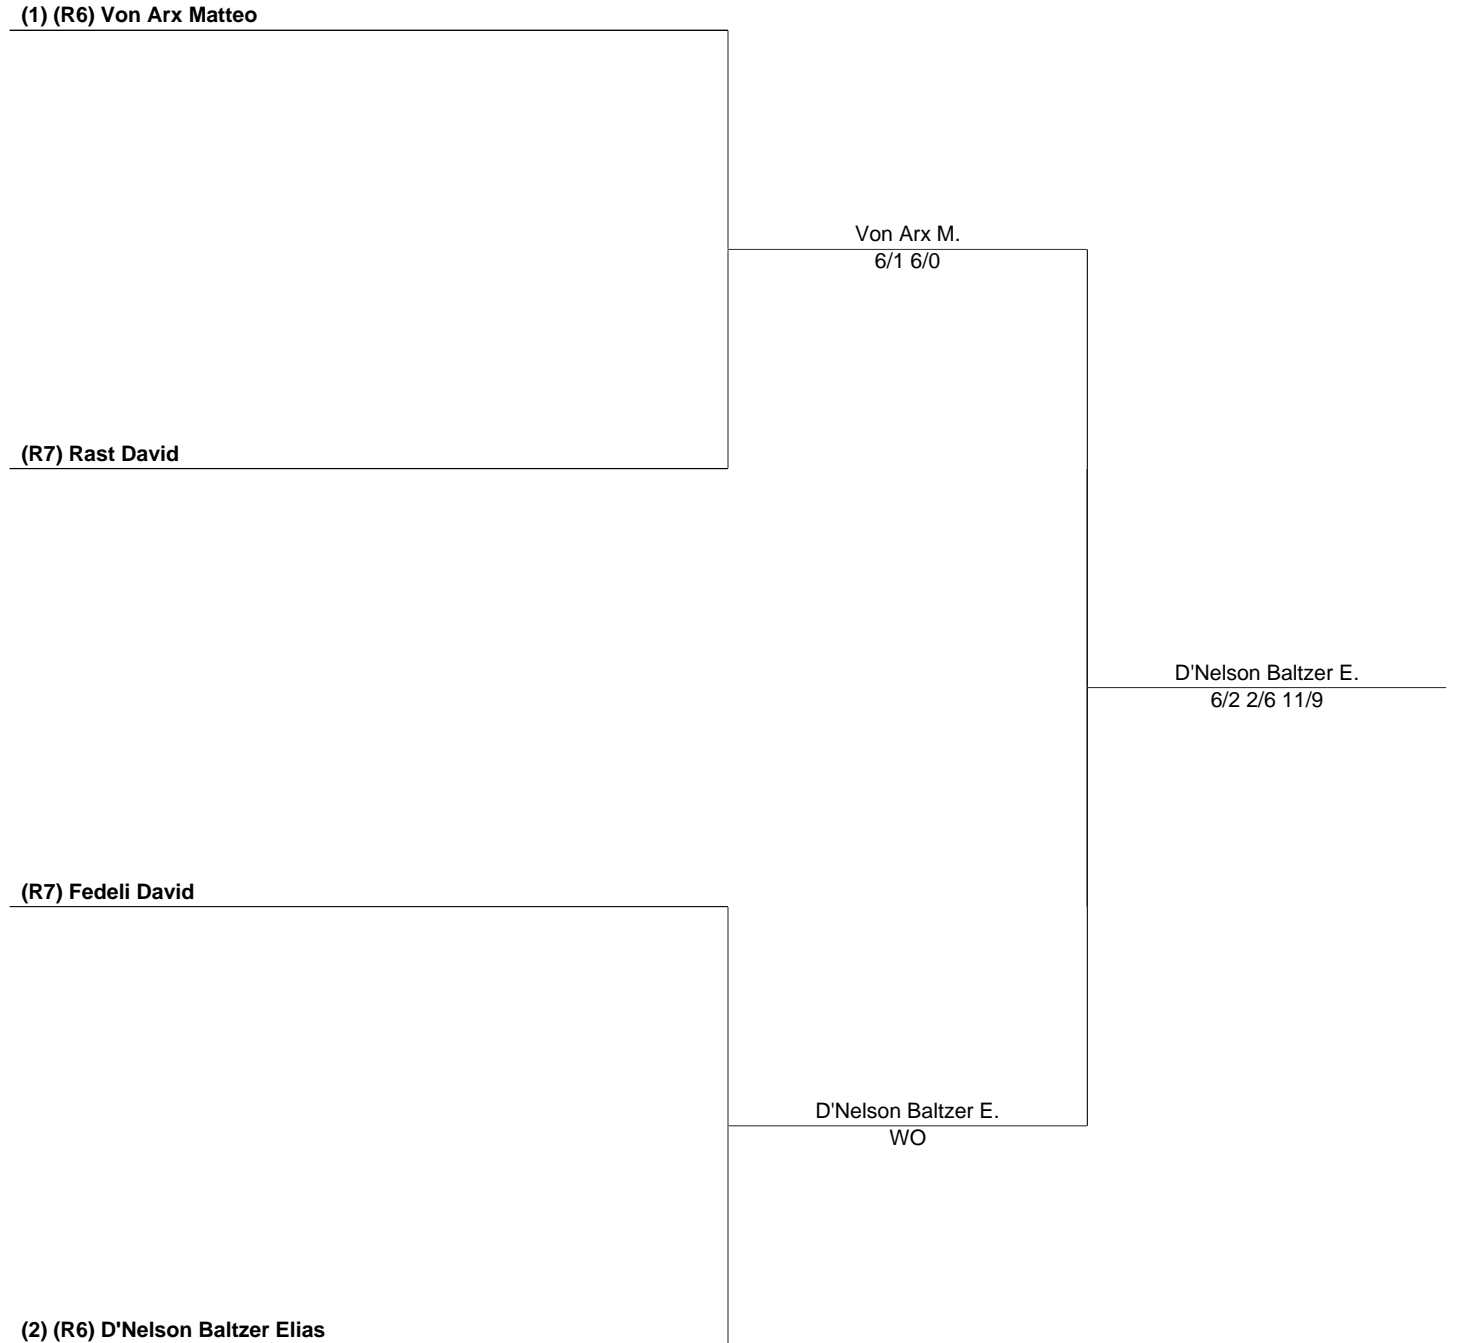 (1) (R6) Von Arx Matteo
Von Arx M.
6/1 6/0
(R7) Rast David
D'Nelson Baltzer E.
6/2 2/6 11/9
(R7) Fedeli David
D'Nelson Baltzer E.
WO
(2) (R6) D'Nelson Baltzer Elias